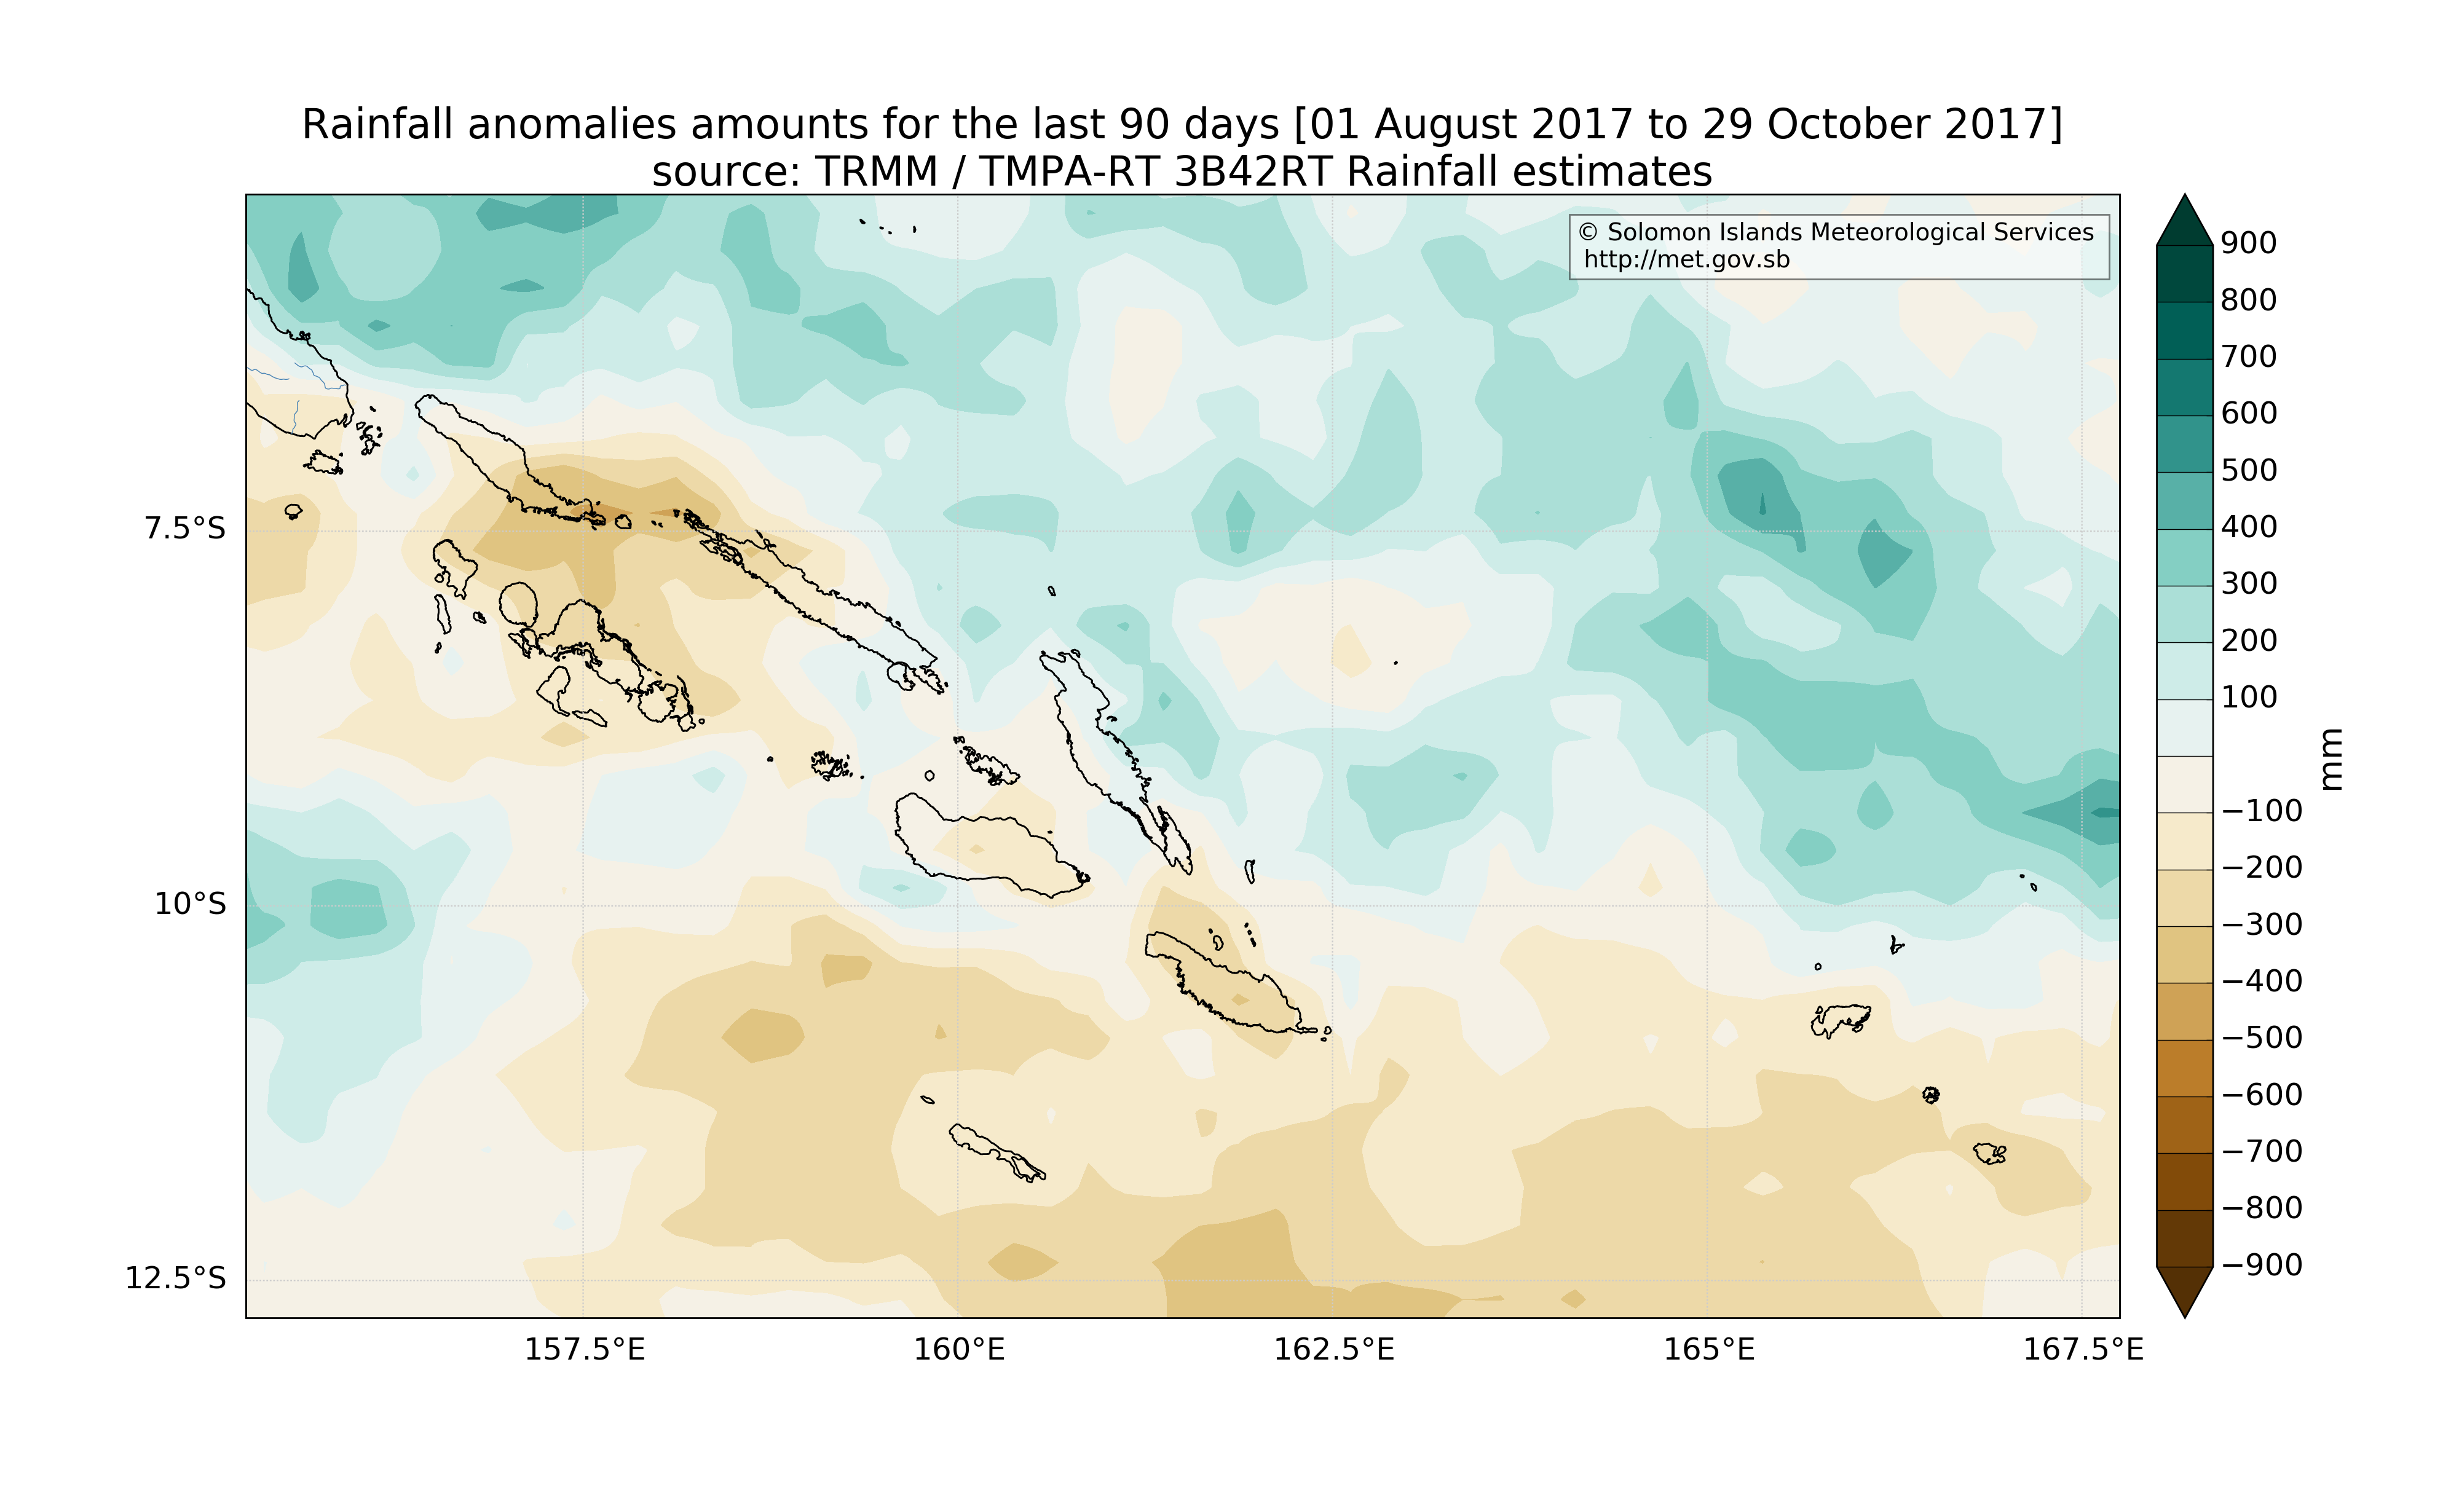 Rainfall anomalies amounts for the last 90 days [01 August 2017 to 29 October 2017]
source: TRMM / TMPA-RT 3B42RT Rainfall estimates
© Solomon Islands Meteorological Services
http://met.gov.sb
7.5°S
10°S
12.5°S
157.5°E
160°E
162.5°E
165°E
167.5°E
900
800
700
600
500
400
300
200
100
−100
−200
−300
−400
−500
−600
−700
−800
−900
mm